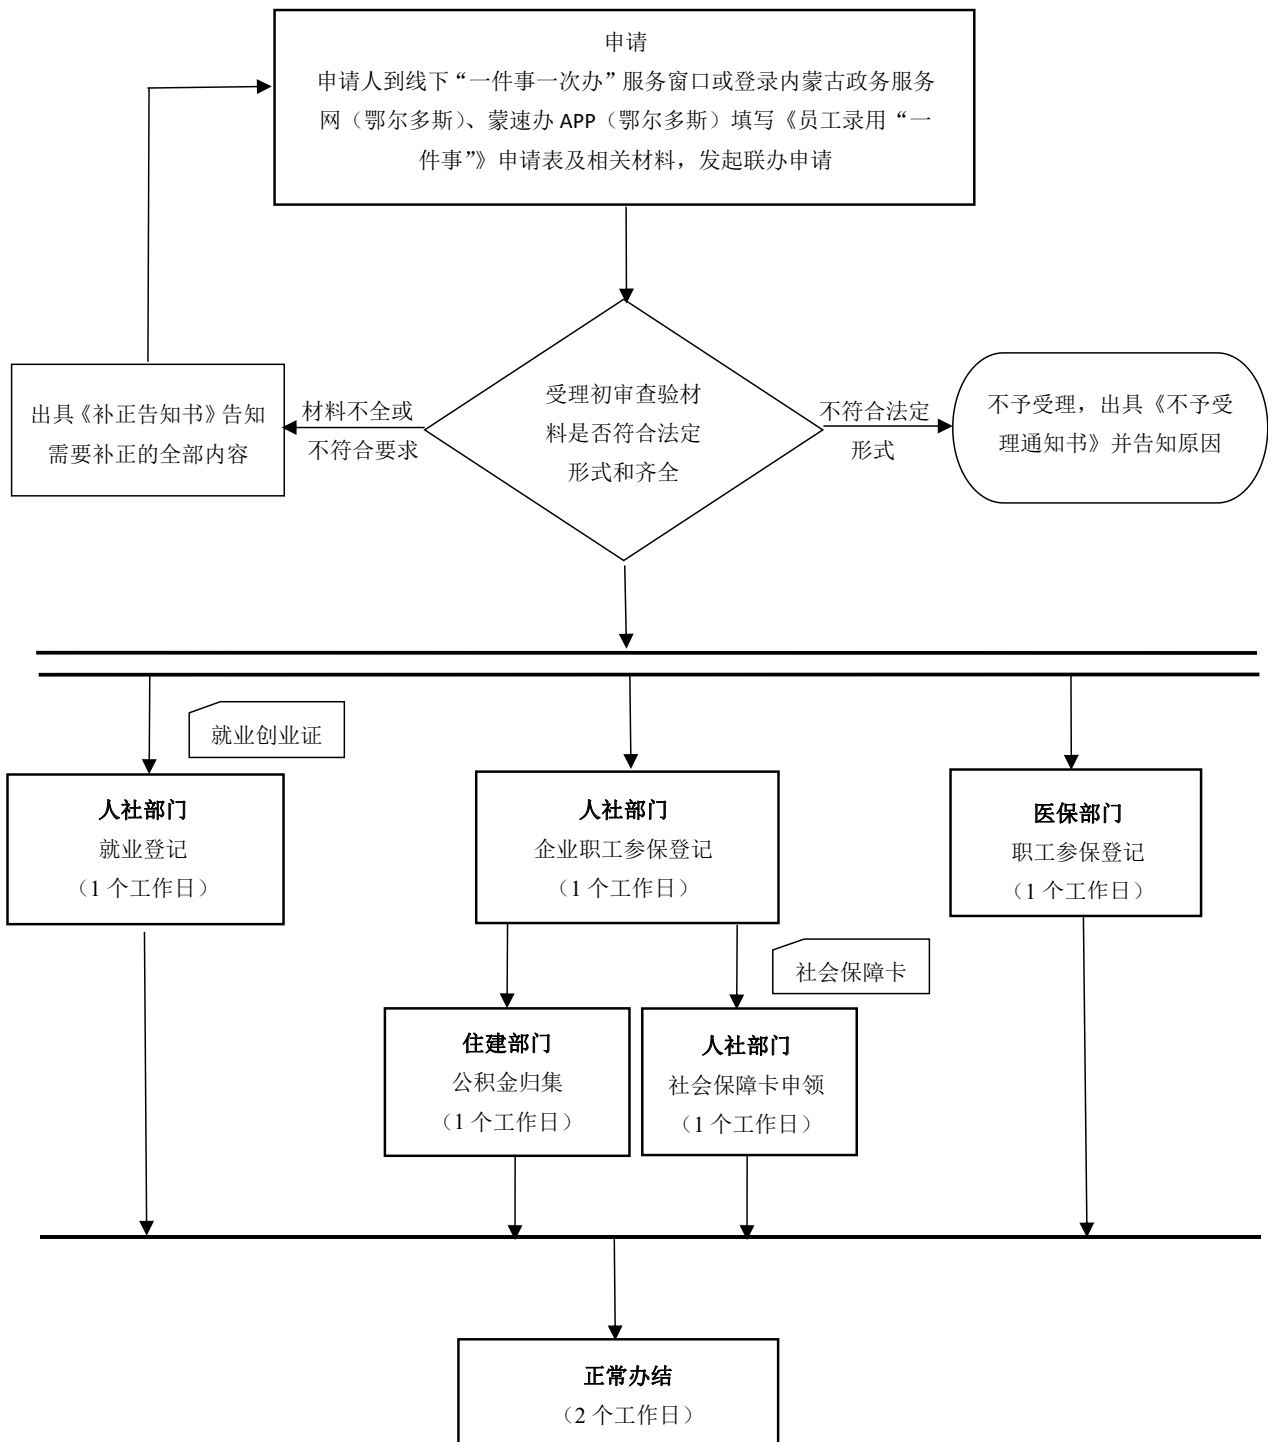 申请
申请人到线下“一件事一次办”服务窗口或登录内蒙古政务服务
网（鄂尔多斯）、蒙速办 APP（鄂尔多斯）填写《员工录用“一
件事”》申请表及相关材料，发起联办申请
出具《补正告知书》告知
需要补正的全部内容
材料不全或
不符合要求
受理初审查验材
料是否符合法定
形式和齐全
不符合法定
形式
不予受理，出具《不予受
理通知书》并告知原因
就业创业证
人社部门
就业登记
（1 个工作日）
人社部门
企业职工参保登记
（1 个工作日）
医保部门
职工参保登记
（1 个工作日）
社会保障卡
住建部门
公积金归集
（1 个工作日）
人社部门
社会保障卡申领
（1 个工作日）
正常办结
（2 个工作日）